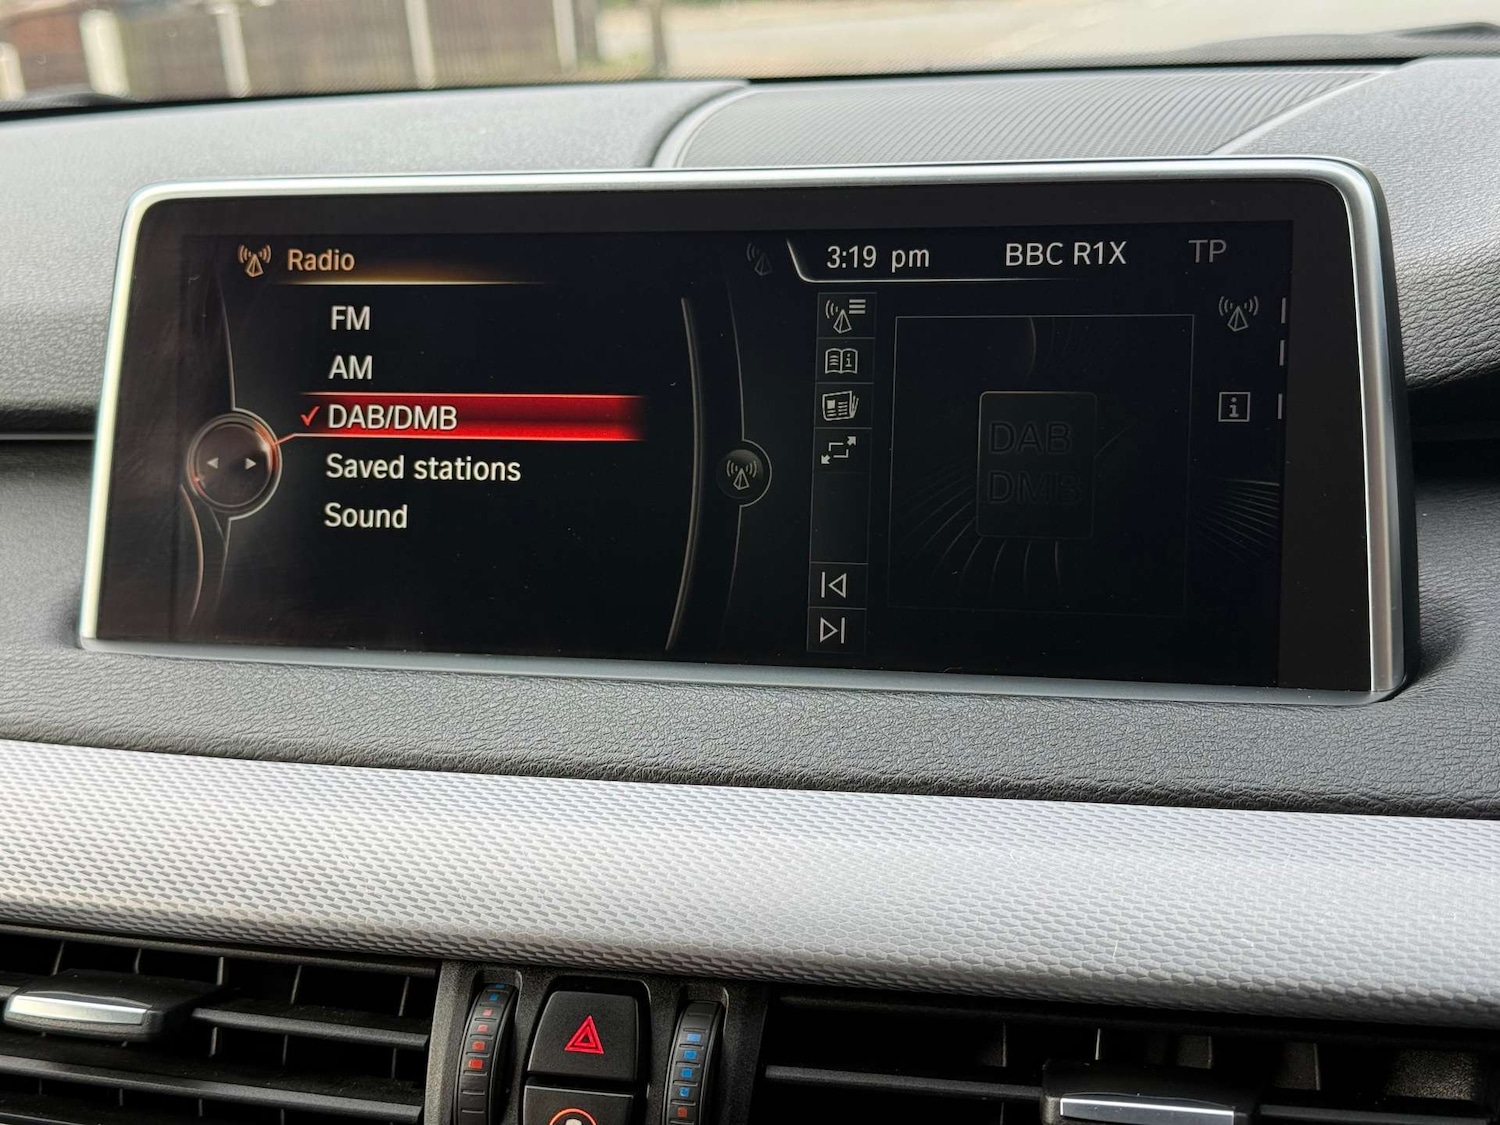 Radio
3:19 pm
BBC R1X
TP
FM
AM
DAB/DMB
Saved stations
Sound
DAB
DMB